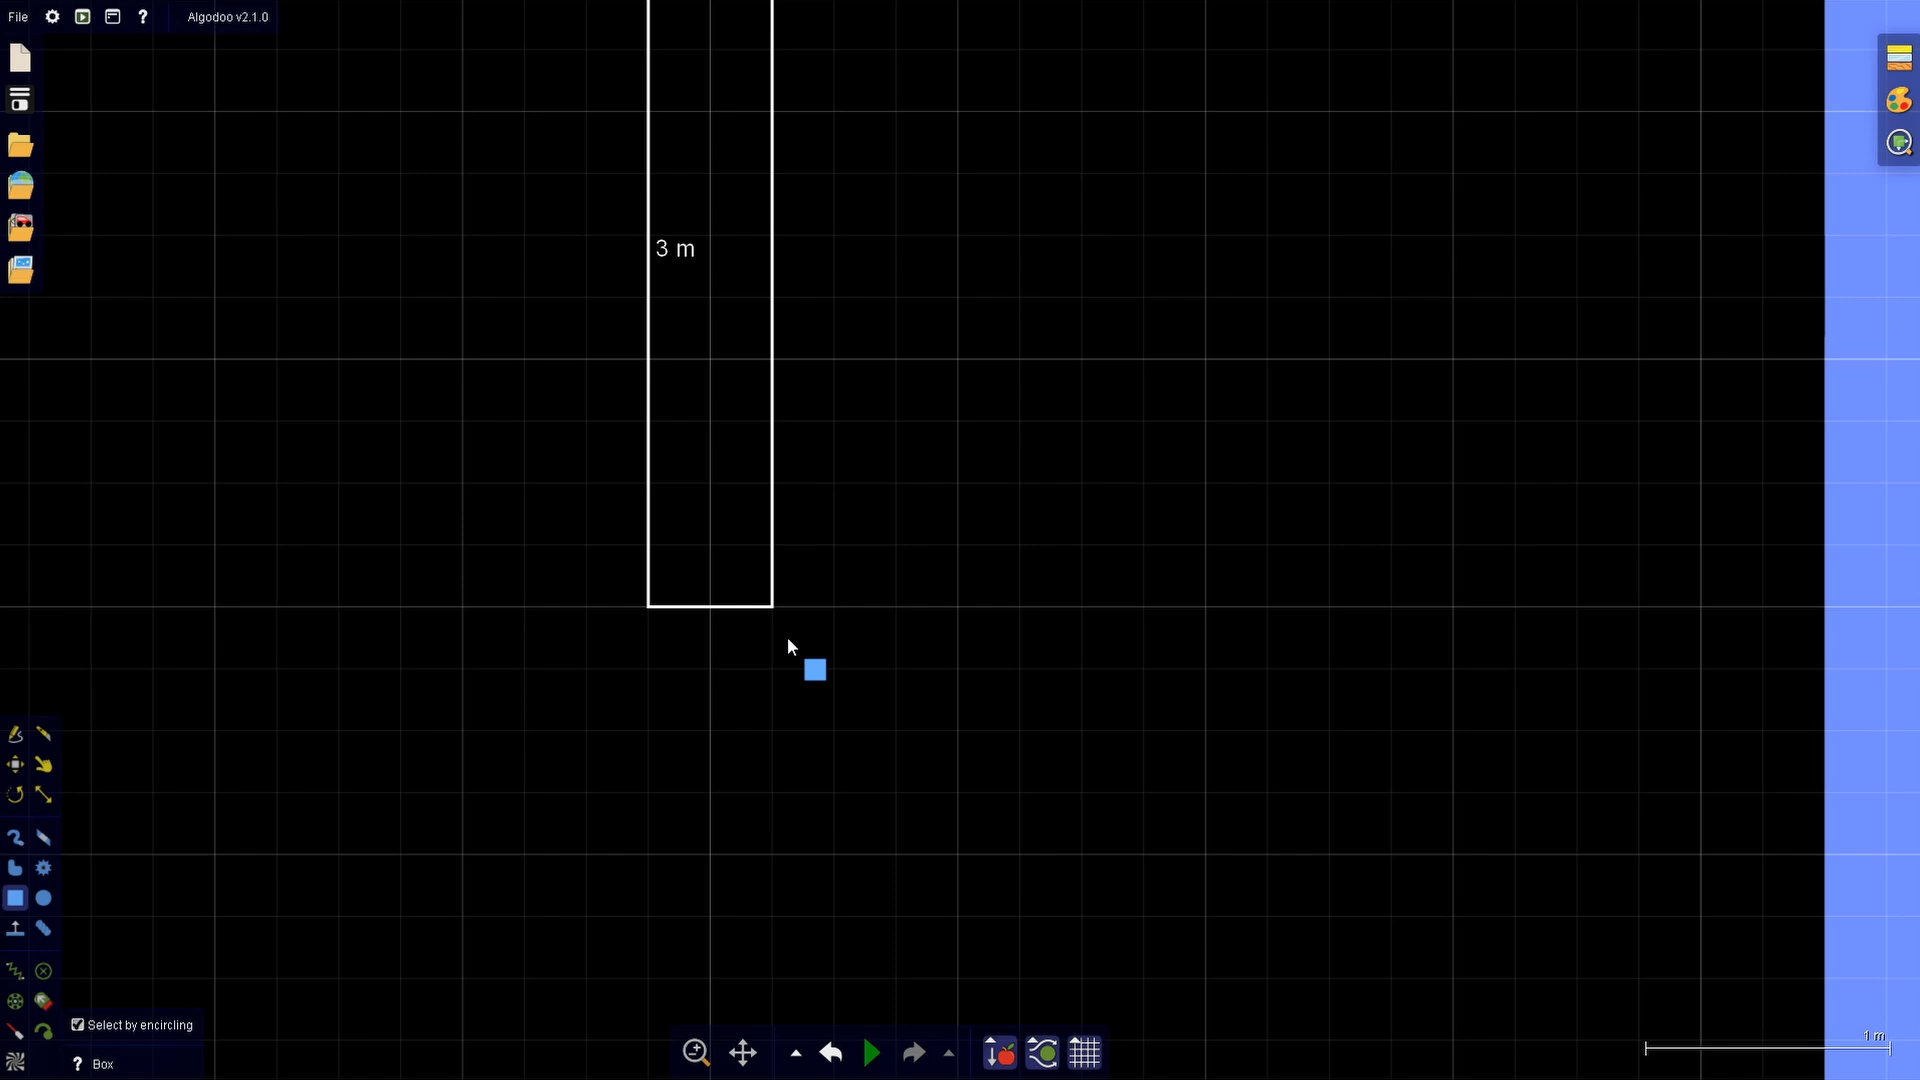 File
?
Algodoo v2.1.0
3 m
Select by encircling
1 m
? Box